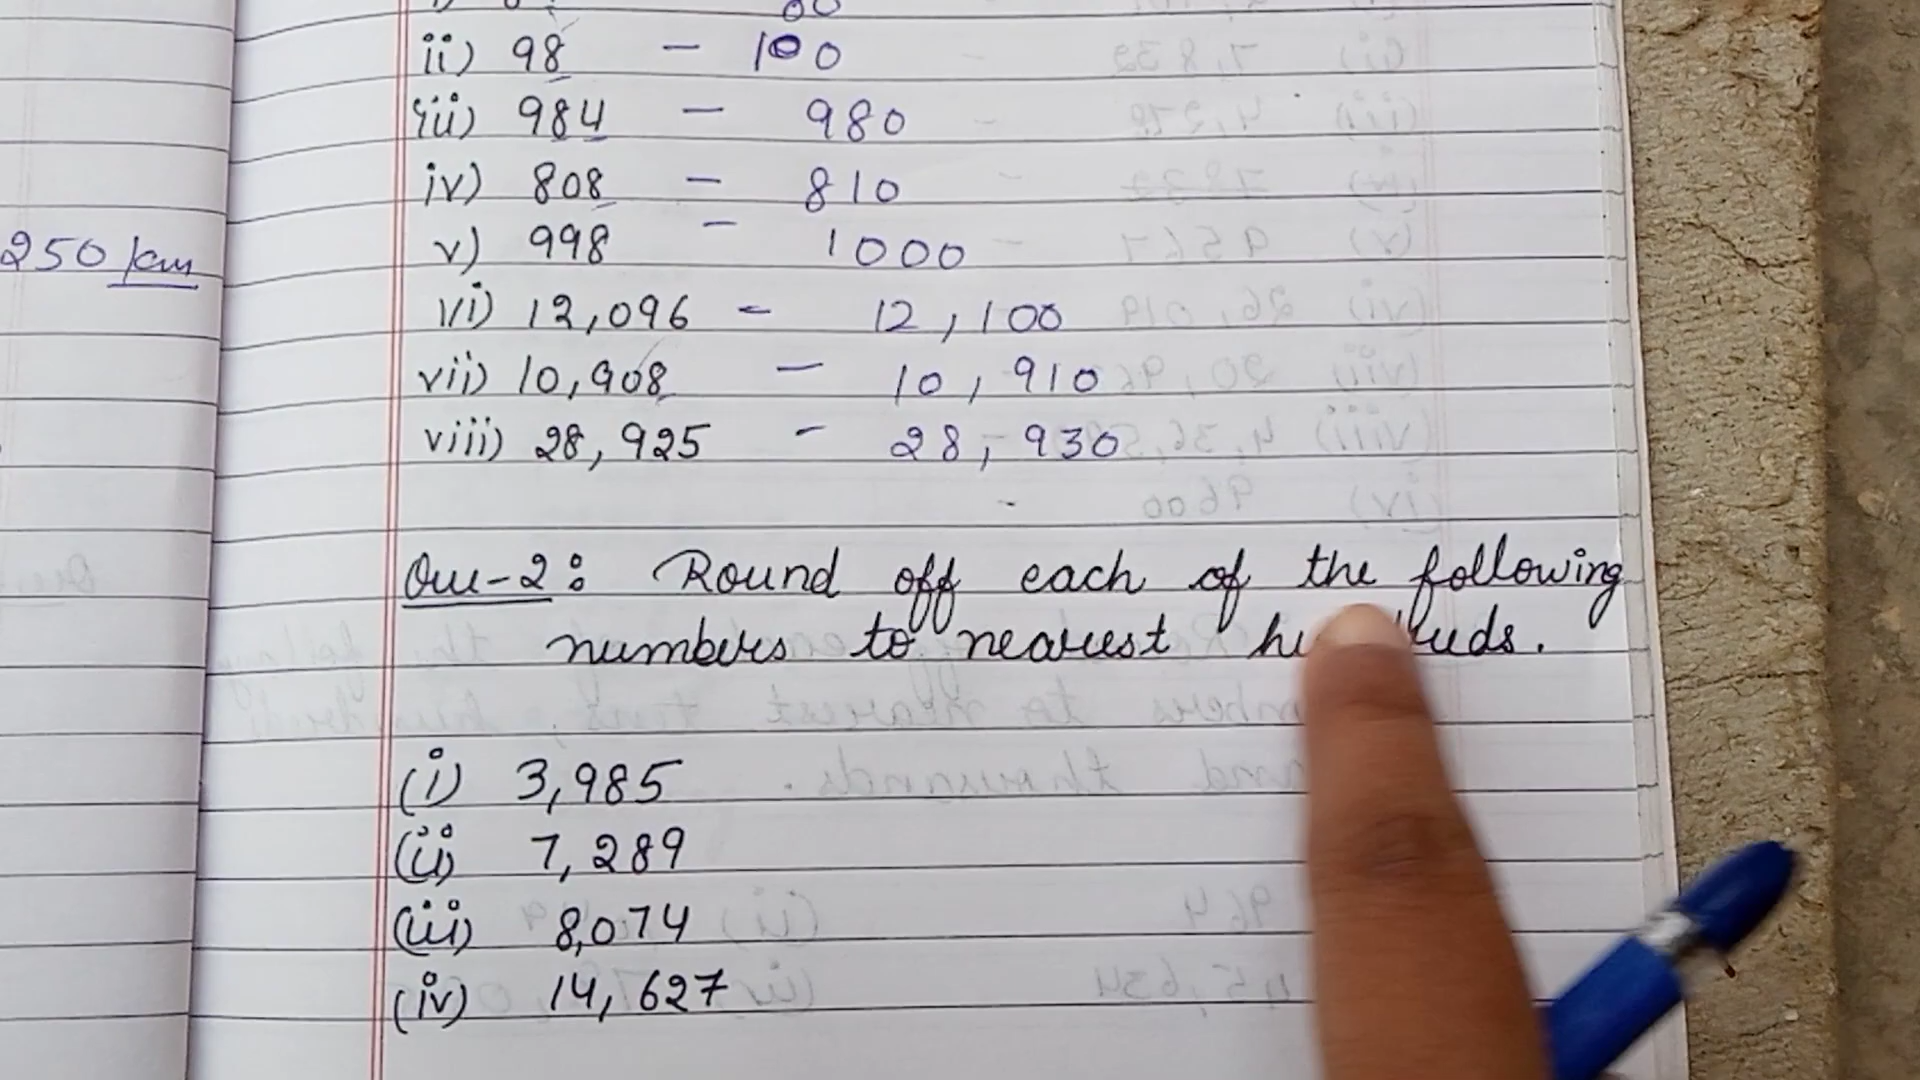 ii) 98 - 100
iii) 984 - 980
iv) 808 - 810
v) 998 - 1000
250 km
vi) 12,096 - 12,100
vii) 10,908 - 10,910
viii) 28,925 - 28,930
Que-2: Round off each of the following
numbers to nearest
(i) 3,985
(ii) 7,289
(iii) 8,074
(iv) 14,627